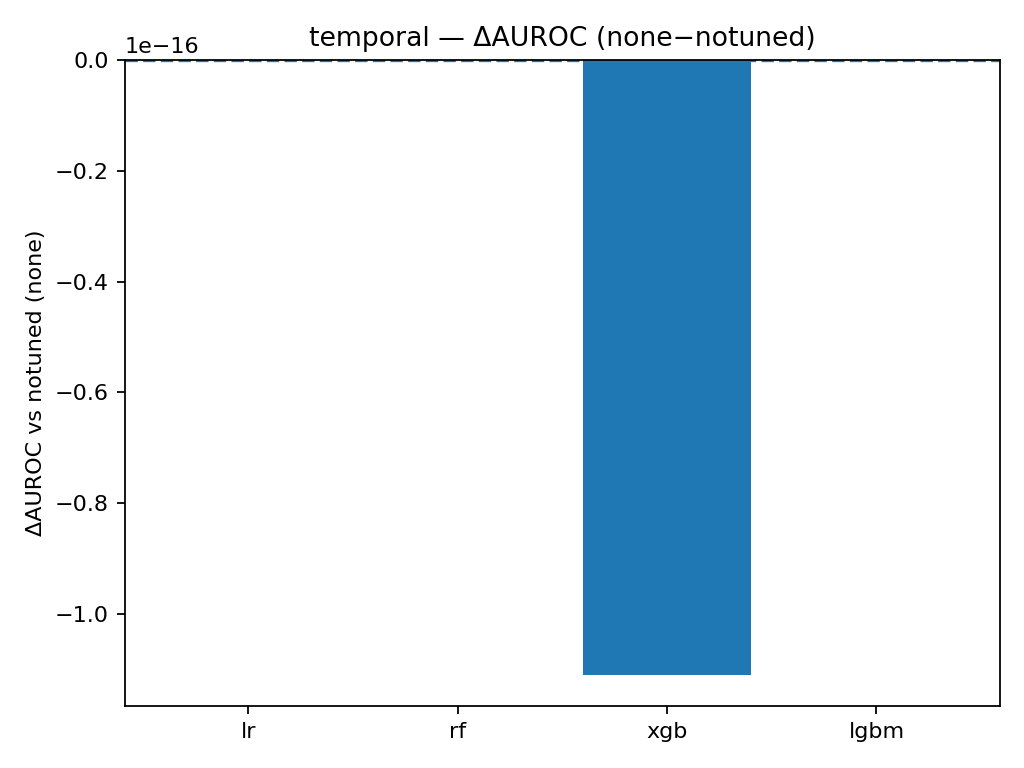 temporal — ΔAUROC (none−notuned)
1e−16
0.0
−0.2
−0.4
−0.6
−0.8
−1.0
ΔAUROC vs notuned (none)
lr rf xgb lgbm